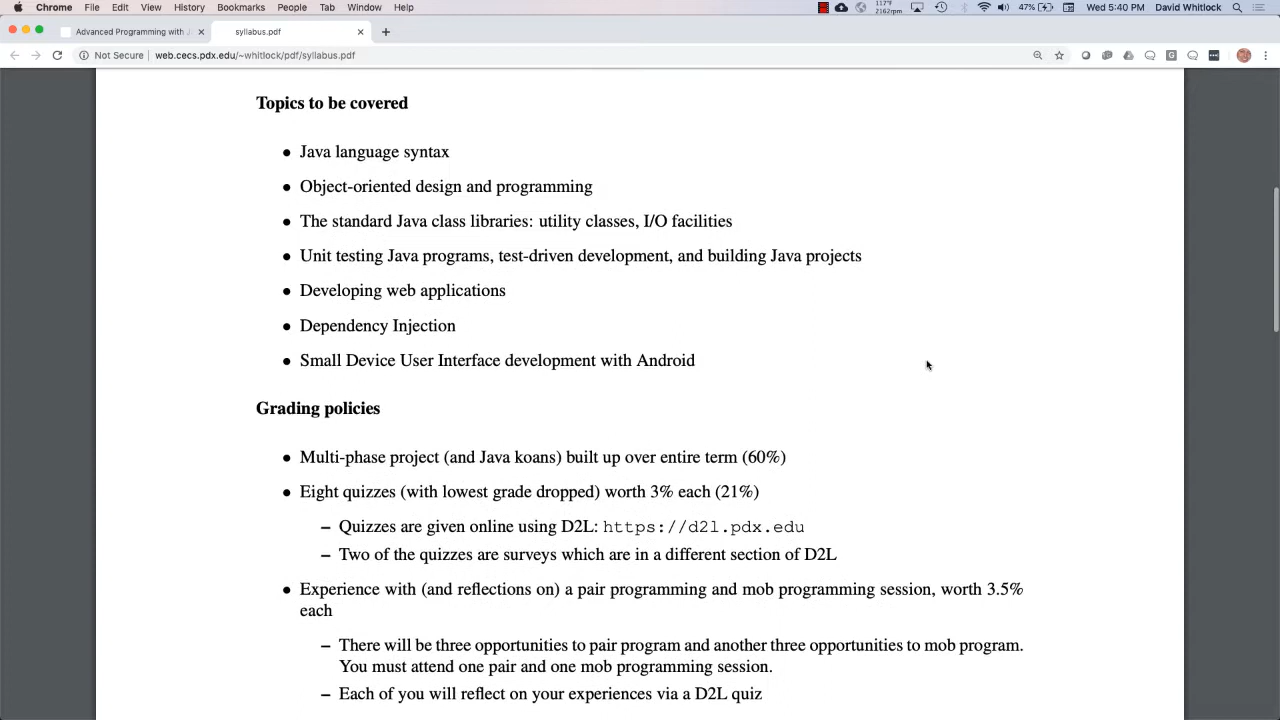 Chrome File Edit View History Bookmarks People Tab Window Help 117°F 2162rpm 47% Wed 5:40 PM David Whitlock
Advanced Programming with J syllabus.pdf
Not Secure web.cecs.pdx.edu/~whitlock/pdf/syllabus.pdf
Topics to be covered
• Java language syntax
• Object-oriented design and programming
• The standard Java class libraries: utility classes, I/O facilities
• Unit testing Java programs, test-driven development, and building Java projects
• Developing web applications
• Dependency Injection
• Small Device User Interface development with Android
Grading policies
• Multi-phase project (and Java koans) built up over entire term (60%)
• Eight quizzes (with lowest grade dropped) worth 3% each (21%)
– Quizzes are given online using D2L: https://d2l.pdx.edu
– Two of the quizzes are surveys which are in a different section of D2L
• Experience with (and reflections on) a pair programming and mob programming session, worth 3.5%
each
– There will be three opportunities to pair program and another three opportunities to mob program.
You must attend one pair and one mob programming session.
– Each of you will reflect on your experiences via a D2L quiz